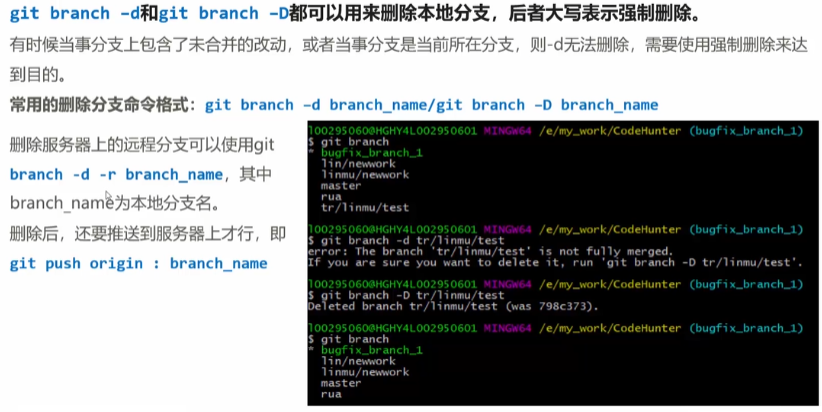 git branch –d和git branch –D都可以用来删除本地分支，后者大写表示强制删除。
有时候当事分支上包含了未合并的改动，或者当事分支是当前所在分支，则-d无法删除，需要使用强制删除来达
到目的。
常用的删除分支命令格式：git branch –d branch_name/git branch –D branch_name
删除服务器上的远程分支可以使用git
branch -d -r branch_name，其中
branch_name为本地分支名。
删除后，还要推送到服务器上才行，即
git push origin : branch_name
l00295060@HGHY4L002950601 MINGW64 /e/my_work/CodeHunter (bugfix_branch_1)
$ git branch
* bugfix_branch_1
lin/newwork
linmu/newwork
master
rua
tr/linmu/test
l00295060@HGHY4L002950601 MINGW64 /e/my_work/CodeHunter (bugfix_branch_1)
$ git branch -d tr/linmu/test
error: The branch 'tr/linmu/test' is not fully merged.
If you are sure you want to delete it, run 'git branch -D tr/linmu/test'.
l00295060@HGHY4L002950601 MINGW64 /e/my_work/CodeHunter (bugfix_branch_1)
$ git branch -D tr/linmu/test
Deleted branch tr/linmu/test (was 798c373).
l00295060@HGHY4L002950601 MINGW64 /e/my_work/CodeHunter (bugfix_branch_1)
$ git branch
* bugfix_branch_1
lin/newwork
linmu/newwork
master
rua